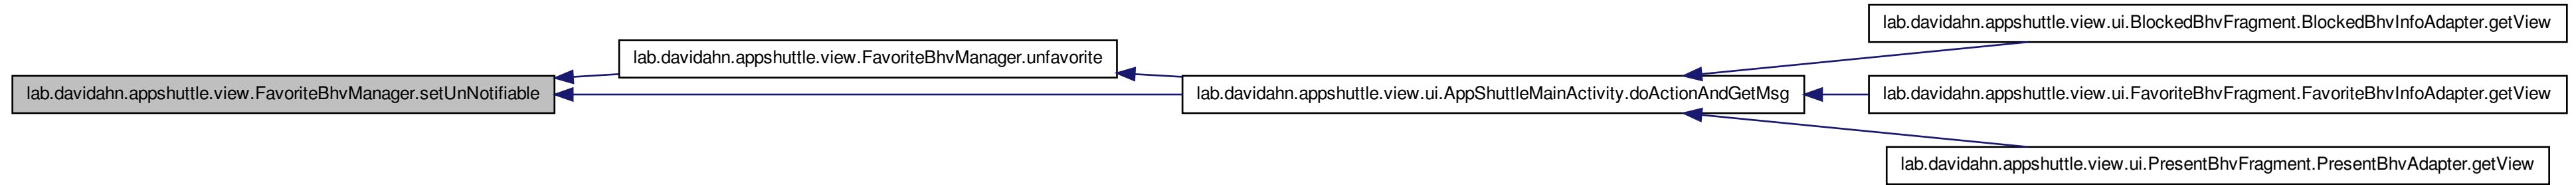 lab.davidahn.appshuttle.view.FavoriteBhvManager.setUnNotifiable
lab.davidahn.appshuttle.view.FavoriteBhvManager.unfavorite
lab.davidahn.appshuttle.view.ui.AppShuttleMainActivity.doActionAndGetMsg
lab.davidahn.appshuttle.view.ui.BlockedBhvFragment.BlockedBhvInfoAdapter.getView
lab.davidahn.appshuttle.view.ui.FavoriteBhvFragment.FavoriteBhvInfoAdapter.getView
lab.davidahn.appshuttle.view.ui.PresentBhvFragment.PresentBhvAdapter.getView